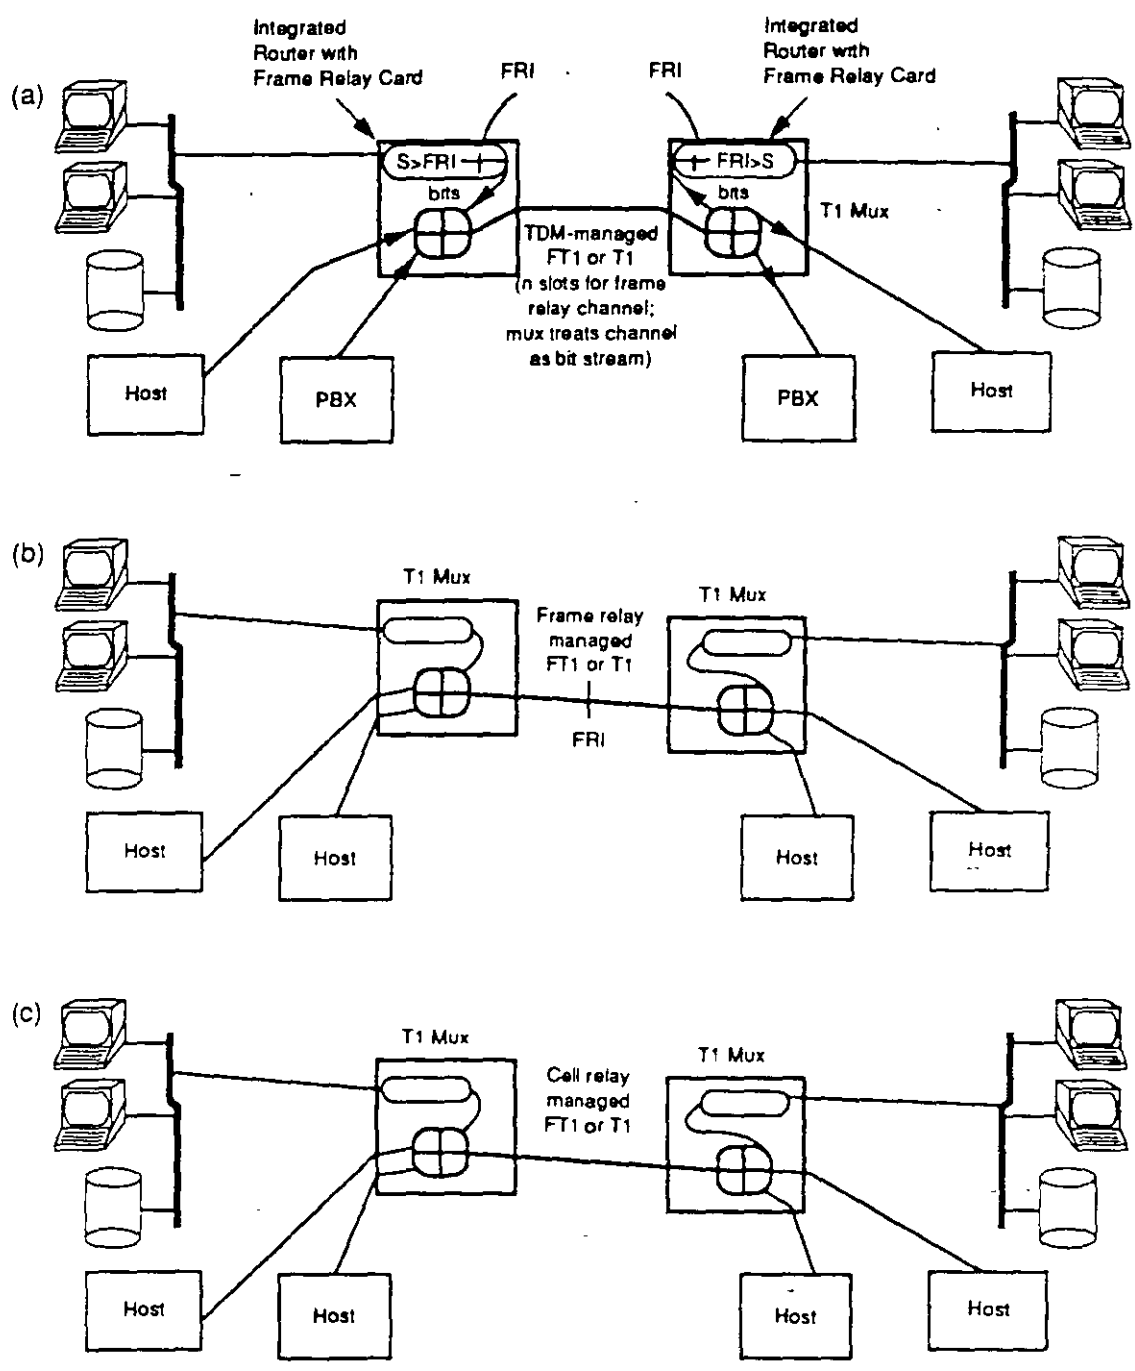 (a)
Integrated
Router with
Frame Relay Card
FRI
FRI
Integrated
Router with
Frame Relay Card
S>FRI
bits
FRI>S
bits
T1 Mux
TDM-managed
FT1 or T1
(n slots for frame
relay channel;
mux treats channel
as bit stream)
Host
PBX
PBX
Host
(b)
T1 Mux
Frame relay
managed
FT1 or T1
FRI
T1 Mux
Host
Host
Host
Host
(c)
T1 Mux
Cell relay
managed
FT1 or T1
T1 Mux
Host
Host
Host
Host